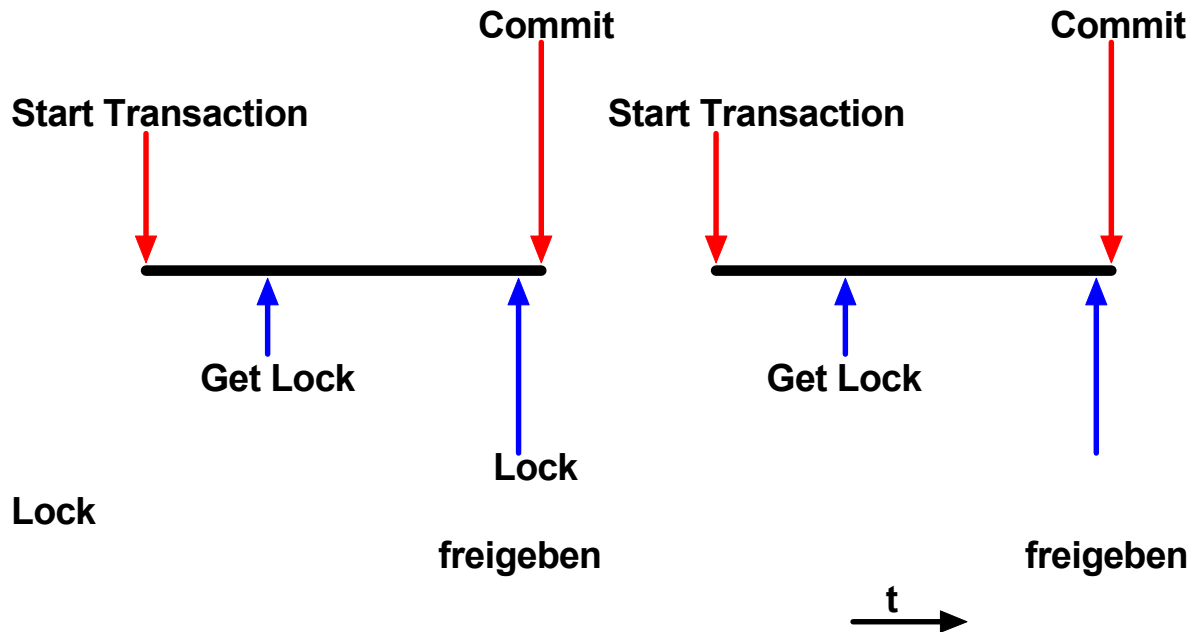 Commit Commit
Start Transaction Start Transaction
Get Lock Get Lock
Lock
Lock
freigeben freigeben
t